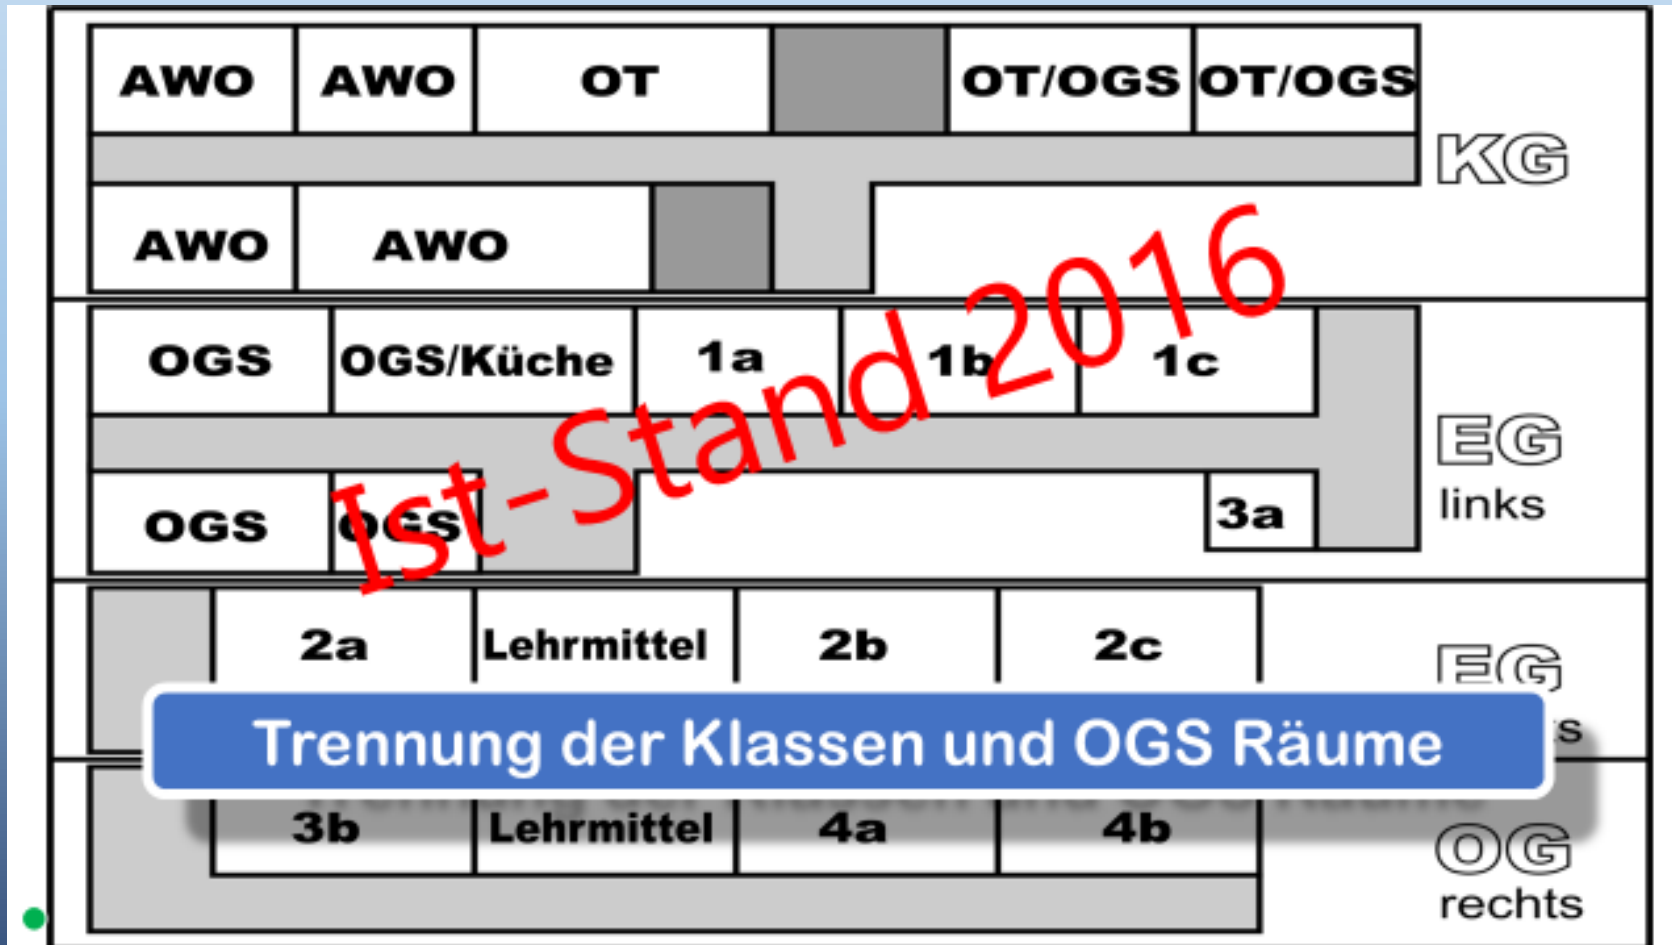 AWO AWO OT OT/OGS OT/OGS
KG
AWO AWO
Ist-Stand 2016
OGS OGS/Küche 1a 1b 1c
EG
links
OGS OGS 3a
2a Lehrmittel 2b 2c
EG
Trennung der Klassen und OGS Räume
3b Lehrmittel 4a 4b
OG
rechts